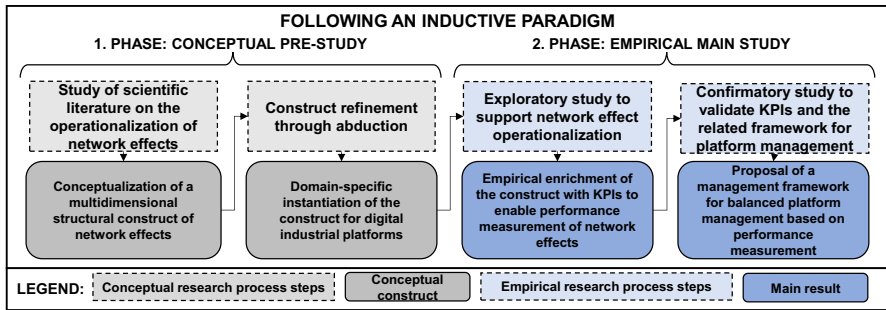 FOLLOWING AN INDUCTIVE PARADIGM
1. PHASE: CONCEPTUAL PRE-STUDY
2. PHASE: EMPIRICAL MAIN STUDY
Study of scientific
literature on the
operationalization of
network effects
Construct refinement
through abduction
Exploratory study to
support network effect
operationalization
Confirmatory study to
validate KPIs and the
related framework for
platform management
Conceptualization of a
multidimensional
structural construct of
network effects
Domain-specific
instantiation of the
construct for digital
industrial platforms
Empirical enrichment of
the construct with KPIs to
enable performance
measurement of network
effects
Proposal of a
management framework
for balanced platform
management based on
performance
measurement
LEGEND:
Conceptual research process steps
Conceptual
construct
Empirical research process steps
Main result